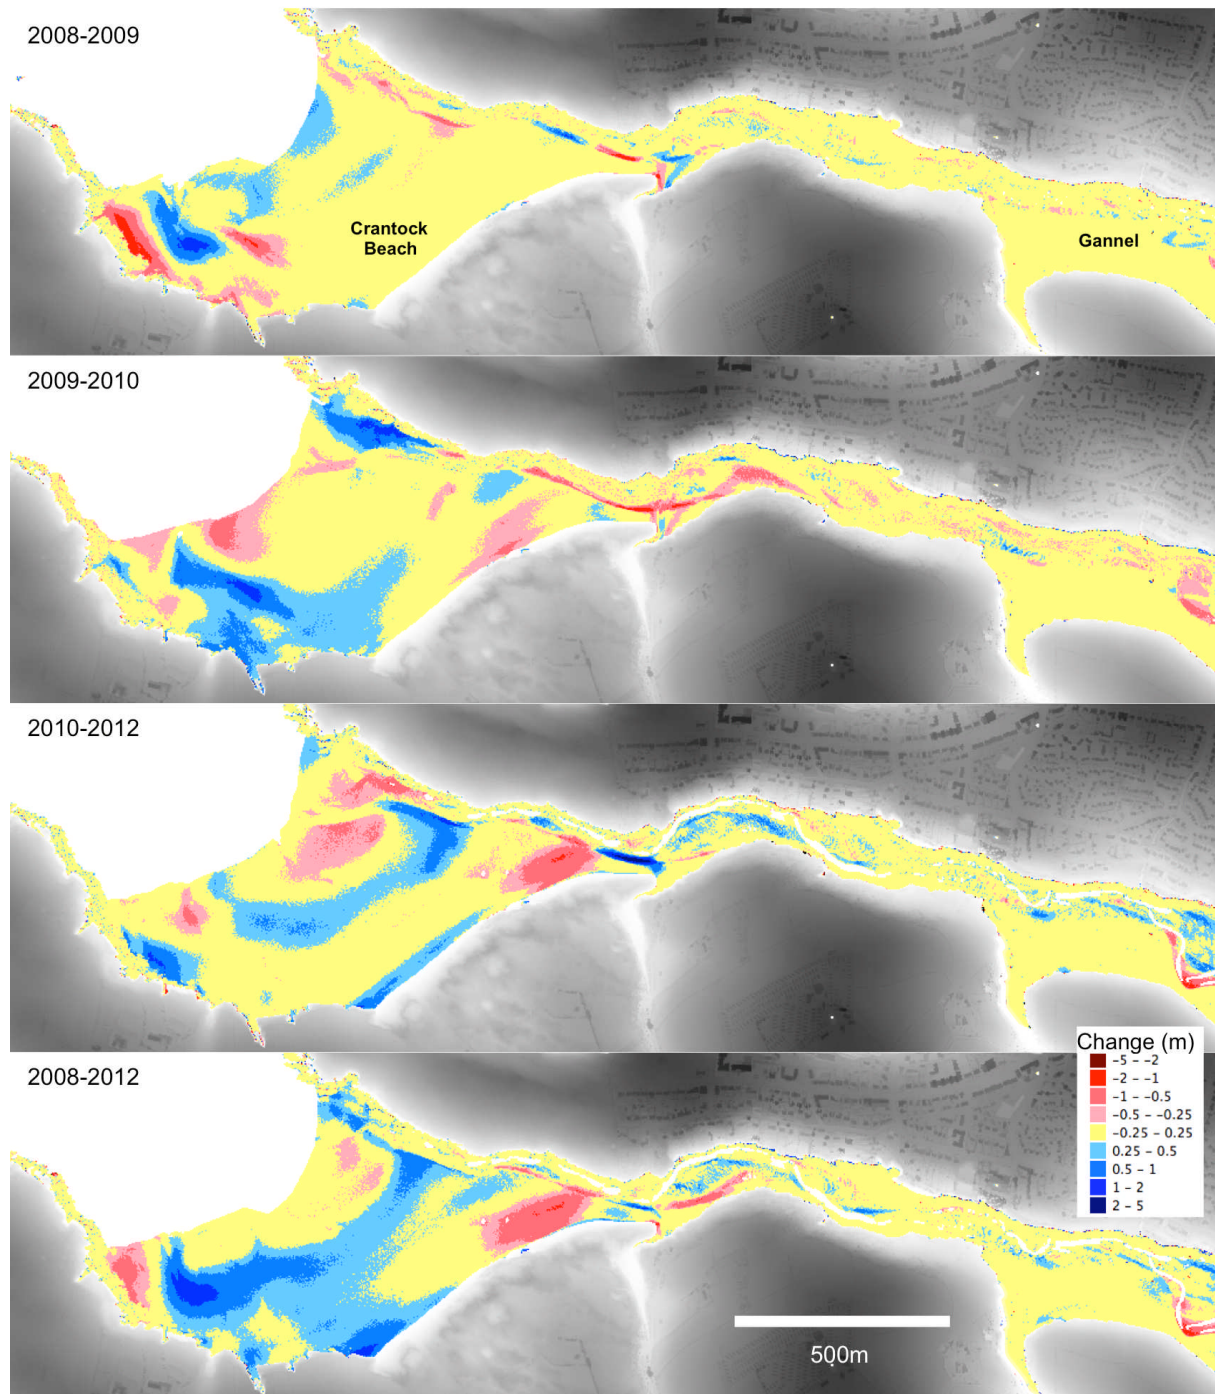 2008-2009
Crantock
Beach
Gannel
2009-2010
2010-2012
2008-2012
Change (m)
-5 – -2
-2 – -1
-1 – -0.5
-0.5 – -0.25
-0.25 – 0.25
0.25 – 0.5
0.5 – 1
1 – 2
2 – 5
500m